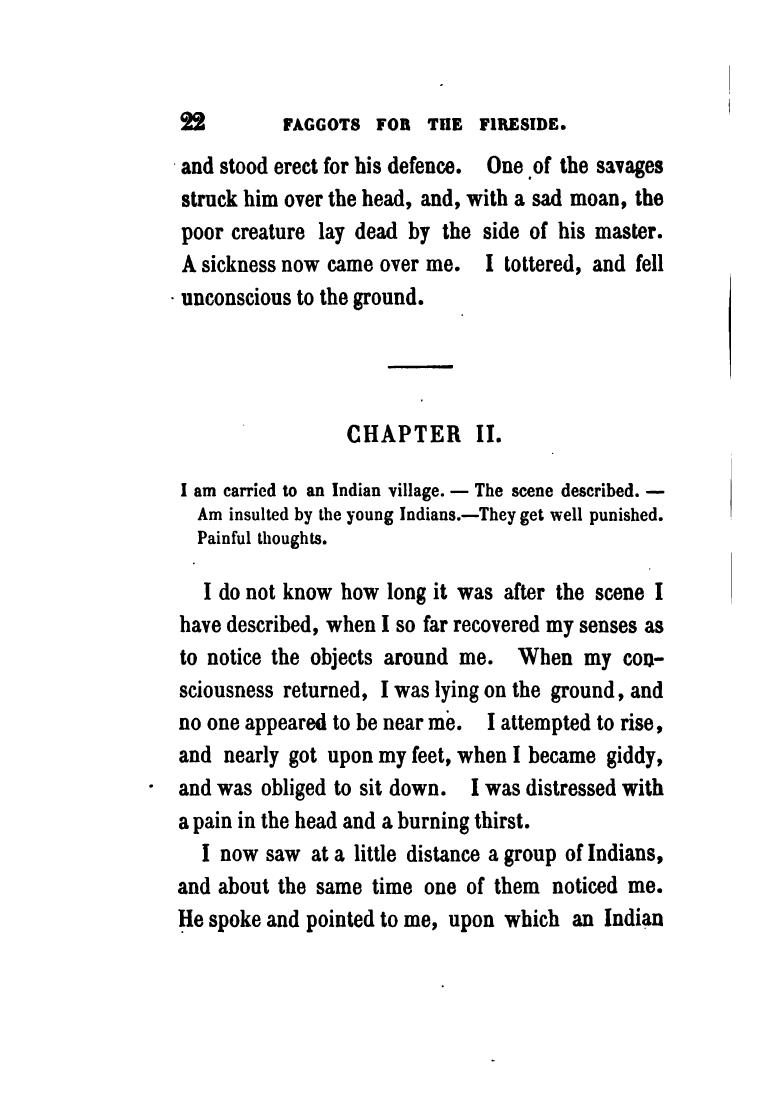 22 FAGGOTS FOR THE FIRESIDE.
and stood erect for his defence. One of the savages
struck him over the head, and, with a sad moan, the
poor creature lay dead by the side of his master.
A sickness now came over me. I tottered, and fell
unconscious to the ground.
CHAPTER II.
I am carried to an Indian village. — The scene described. —
Am insulted by the young Indians.—They get well punished.
Painful thoughts.
I do not know how long it was after the scene I
have described, when I so far recovered my senses as
to notice the objects around me. When my con-
sciousness returned, I was lying on the ground, and
no one appeared to be near me. I attempted to rise,
and nearly got upon my feet, when I became giddy,
and was obliged to sit down. I was distressed with
a pain in the head and a burning thirst.
I now saw at a little distance a group of Indians,
and about the same time one of them noticed me.
He spoke and pointed to me, upon which an Indian